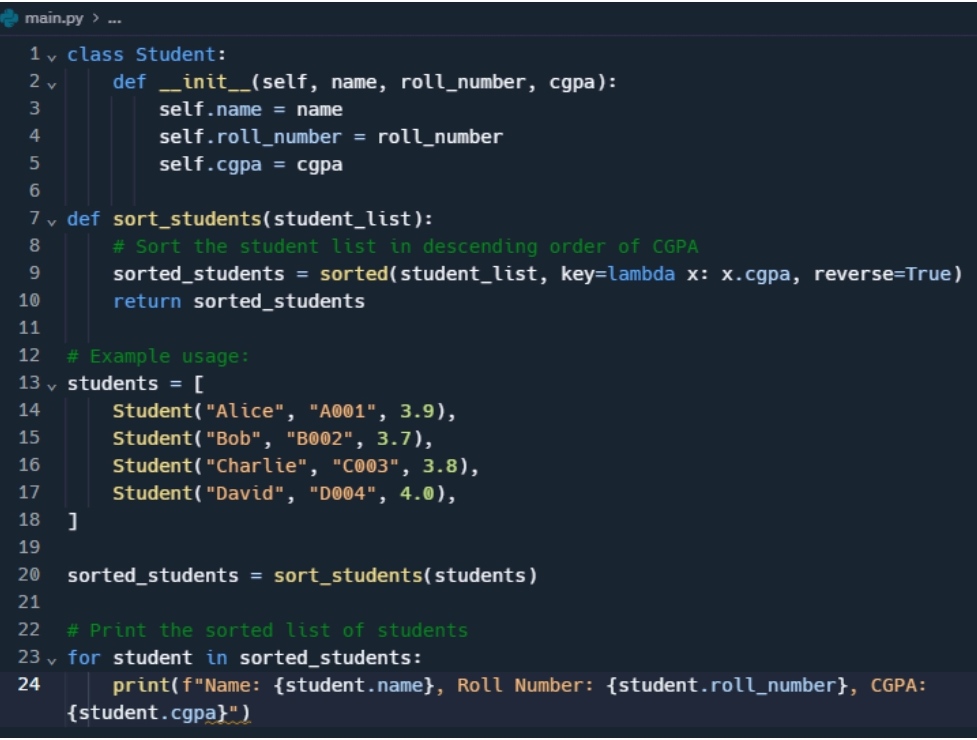 main.py > ...
1 class Student:
2     def __init__(self, name, roll_number, cgpa):
3         self.name = name
4         self.roll_number = roll_number
5         self.cgpa = cgpa
6
7 def sort_students(student_list):
8     # Sort the student list in descending order of CGPA
9     sorted_students = sorted(student_list, key=lambda x: x.cgpa, reverse=True)
10     return sorted_students
11
12 # Example usage:
13 students = [
14     Student("Alice", "A001", 3.9),
15     Student("Bob", "B002", 3.7),
16     Student("Charlie", "C003", 3.8),
17     Student("David", "D004", 4.0),
18 ]
19
20 sorted_students = sort_students(students)
21
22 # Print the sorted list of students
23 for student in sorted_students:
24     print(f"Name: {student.name}, Roll Number: {student.roll_number}, CGPA:
{student.cgpa}")